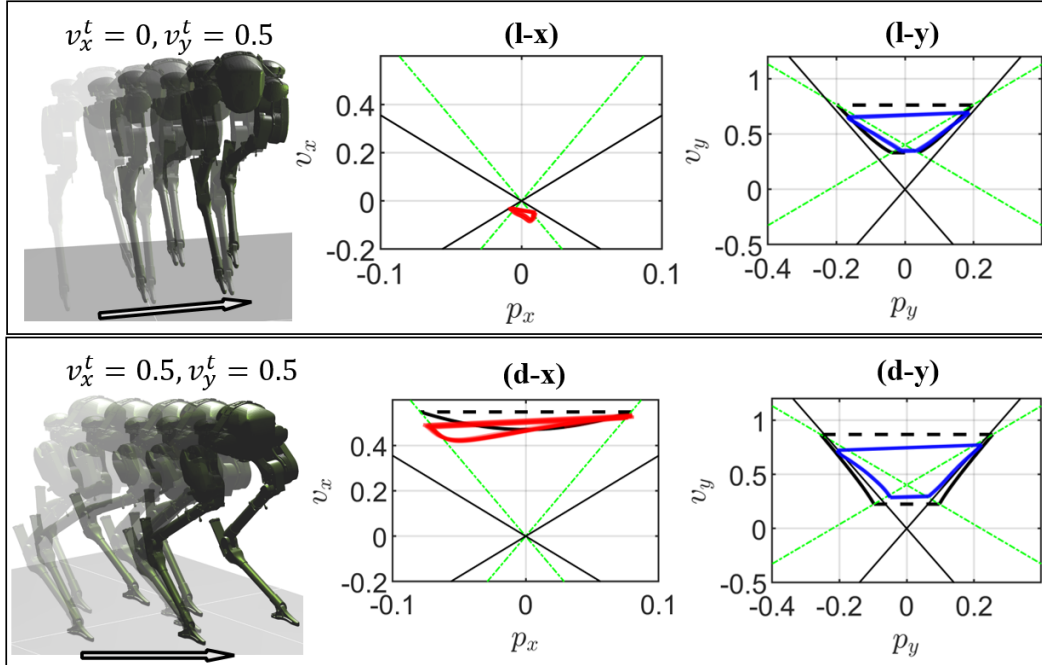 v_x^t = 0, v_y^t = 0.5
(l-x)
0.4
0.2
0
-0.2
-0.1
0
0.1
v_x
p_x
(l-y)
1
0.5
0
-0.5
-0.4
-0.2
0
0.2
v_y
p_y
v_x^t = 0.5, v_y^t = 0.5
(d-x)
0.4
0.2
0
-0.2
-0.1
0
0.1
v_x
p_x
(d-y)
1
0.5
0
-0.5
-0.4
-0.2
0
0.2
v_y
p_y